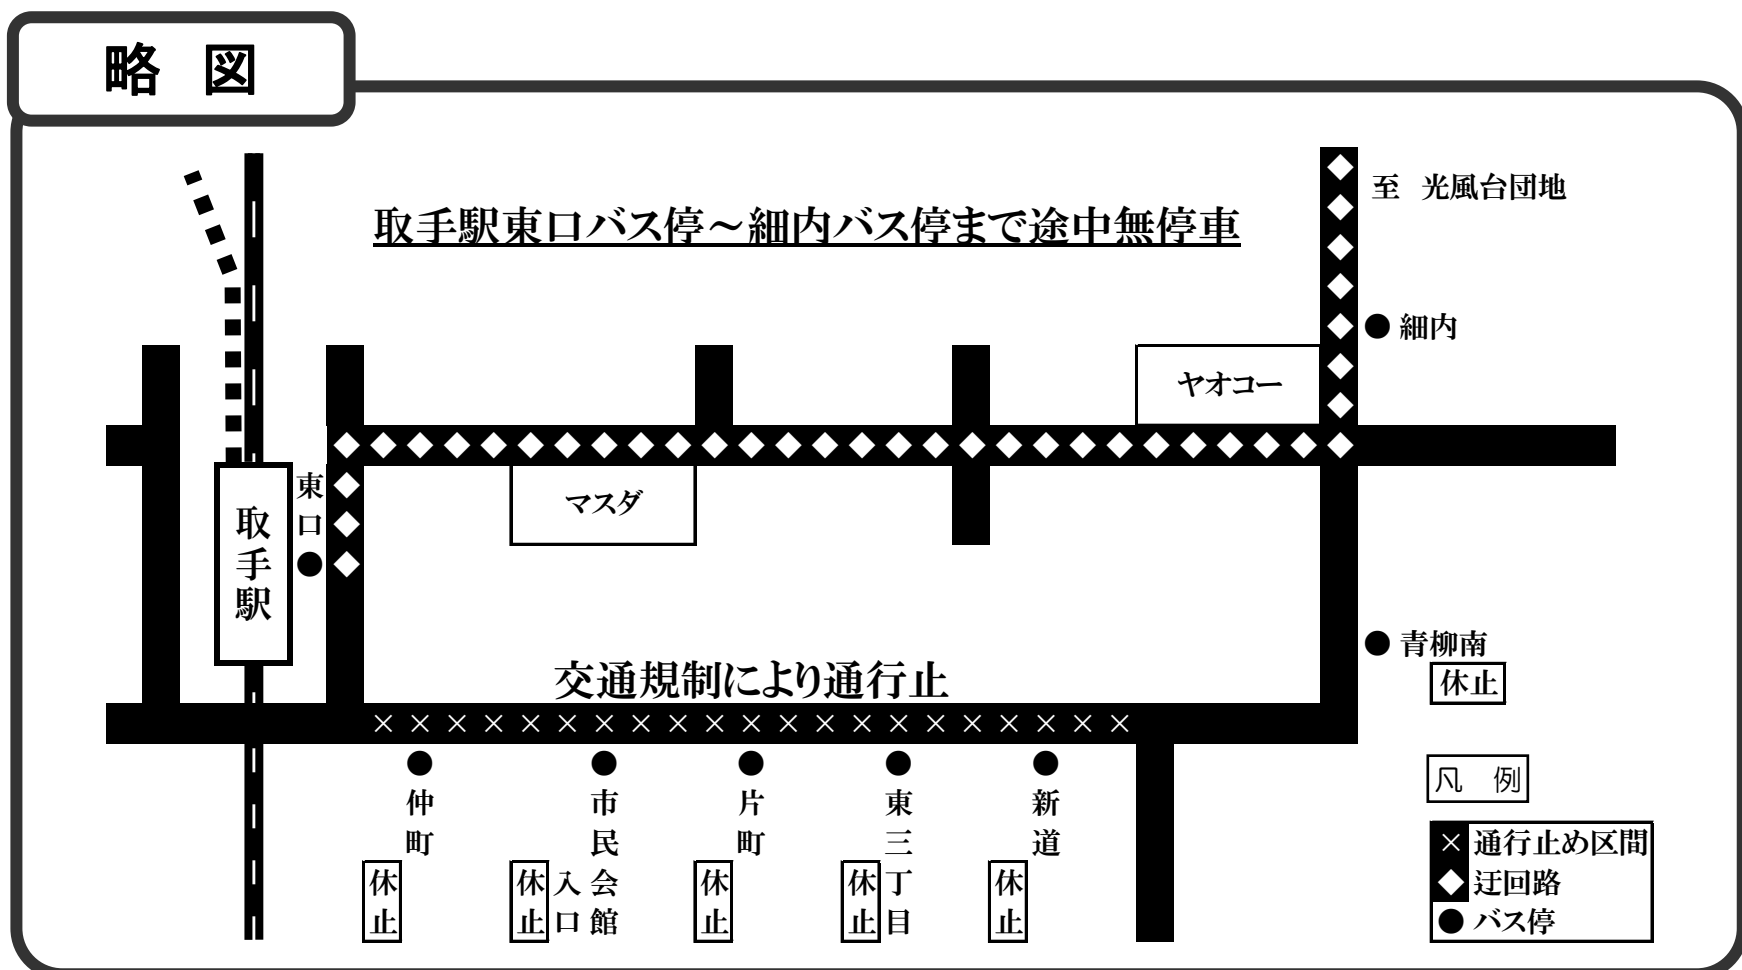 略 図
至 光風台団地
取手駅東口バス停～細内バス停まで途中無停車
細内
ヤオコー
マスダ
東口
取手駅
青柳南
休止
交通規制により通行止
仲町
休止
市民会館
入口
休止
片町
休止
東三丁目
休止
新道
休止
凡 例
通行止め区間
迂回路
バス停